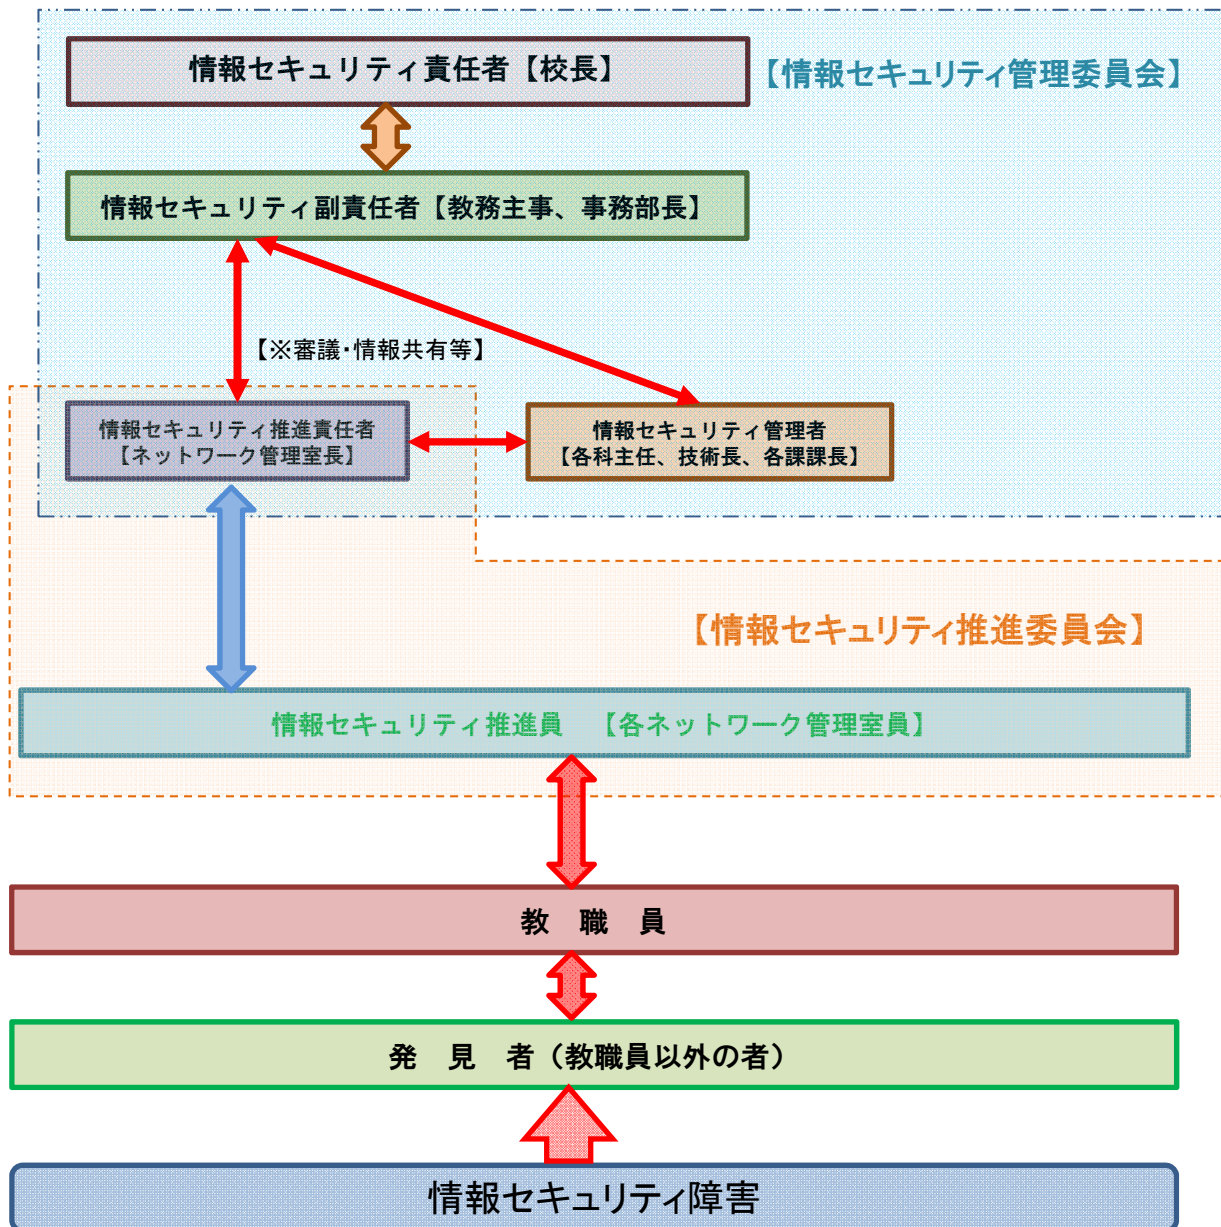 情報セキュリティ責任者【校長】
【情報セキュリティ管理委員会】
情報セキュリティ副責任者【教務主事、事務部長】
【※審議・情報共有等】
情報セキュリティ推進責任者
【ネットワーク管理室長】
情報セキュリティ管理者
【各科主任、技術長、各課課長】
【情報セキュリティ推進委員会】
情報セキュリティ推進員　【各ネットワーク管理室員】
教　職　員
発　見　者（教職員以外の者）
情報セキュリティ障害